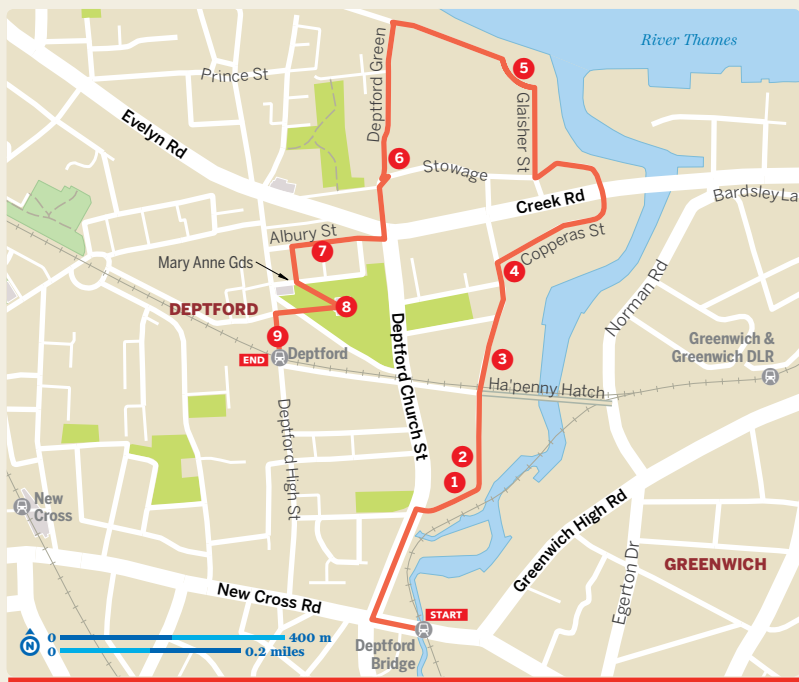 River Thames
Prince St
Deptford Green
5
Glaisher St
Evelyn Rd
6
Stowage
Creek Rd
Bardsley La
Albury St
7
Copperas St
Mary Anne Gds
4
DEPTFORD
8
Norman Rd
9
END
Deptford
Deptford Church St
3
Greenwich &
Greenwich DLR
Ha'penny Hatch
Deptford High St
2
1
New
Cross
Greenwich High Rd
Egerton Dr
GREENWICH
New Cross Rd
START
Deptford
Bridge
N
0 400 m
0 0.2 miles